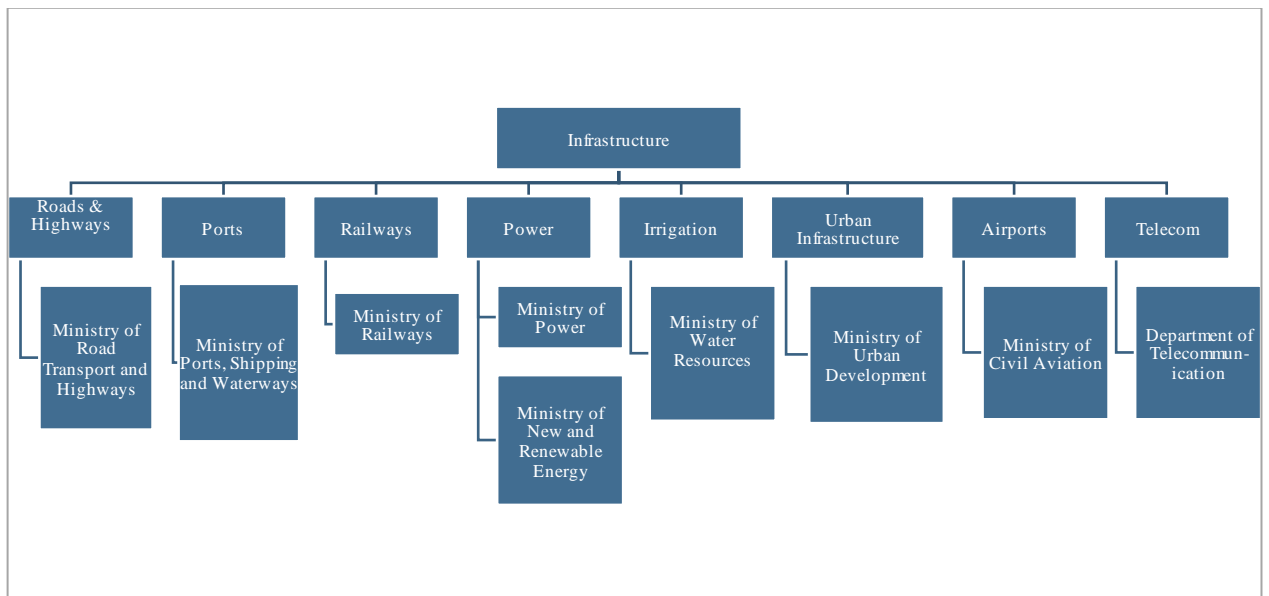 Infrastructure
Roads &
Highways
Ports
Railways
Power
Irrigation
Urban
Infrastructure
Airports
Telecom
Ministry of
Road
Transport and
Highways
Ministry of
Ports, Shipping
and Waterways
Ministry of
Railways
Ministry of
Power
Ministry of
New and
Renewable
Energy
Ministry of
Water
Resources
Ministry of
Urban
Development
Ministry of
Civil Aviation
Department of
Telecommun-
ication